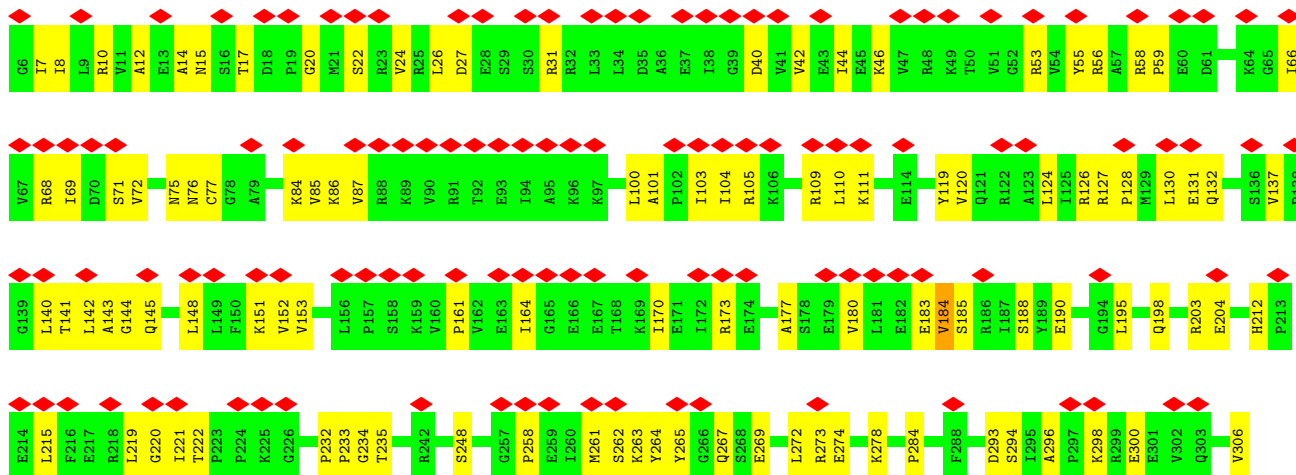 G6 I7 I8 L9 R10 V11 A12 E13 A14 N15 S16 T17 D18 P19 G20 M21 S22 R23 V24 R25 L26 D27 E28 S29 S30 R31 R32 L33 L34 D35 A36 E37 I38 G39 D40 V41 V42 E43 I44 E45 K46 V47 R48 K49 T50 V51 G52 R53 V54 Y55 R56 A57 R58 P59 E60 D61 K64 G65 I66
V67 R68 I69 D70 S71 V72 N75 N76 C77 G78 A79 K84 V85 K86 V87 R88 K89 V90 R91 T92 E93 I94 A95 K96 K97 L100 A101 P102 I103 I104 R105 K106 R109 L110 K111 E114 Y119 V120 Q121 R122 A123 L124 I125 R126 R127 P128 M129 L130 E131 Q132 S136 V137
G139 L140 T141 L142 A143 G144 Q145 L148 L149 F150 K151 V152 V153 L156 P157 S158 K159 V160 P161 V162 E163 I164 G165 E166 E167 T168 K169 I170 E171 I172 R173 E174 A177 S178 E179 V180 L181 E182 E183 V184 S185 R186 I187 S188 Y189 E190 G194 L195 Q198 R203 E204 H212 P213
E214 L215 F216 E217 R218 L219 G220 I221 T222 P223 P224 K225 G226 P232 P233 G234 T235 R242 S248 G257 P258 E259 I260 M261 S262 K263 Y264 Y265 G266 Q267 S268 E269 L272 R273 E274 K278 P284 F288 D293 S294 I295 A296 P297 K298 R299 E300 E301 V302 Q303 V306